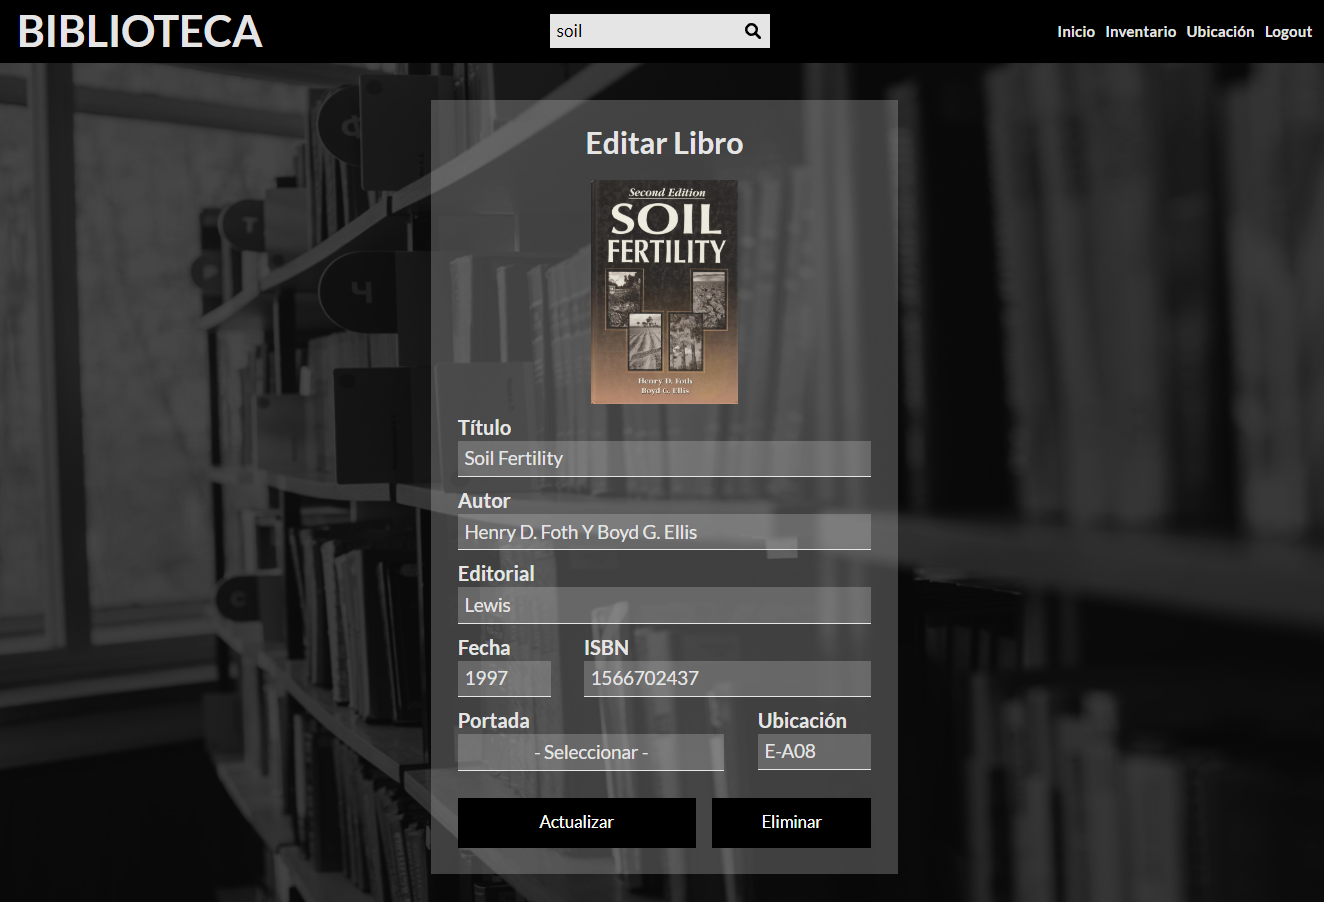 BIBLIOTECA
soil
Inicio Inventario Ubicación Logout
Editar Libro
Second Edition
SOIL
FERTILITY
Henry D. Foth
Boyd G. Ellis
Título
Soil Fertility
Autor
Henry D. Foth Y Boyd G. Ellis
Editorial
Lewis
Fecha ISBN
1997 1566702437
Portada Ubicación
- Seleccionar - E-A08
Actualizar Eliminar
Ф
Т
Ч
С